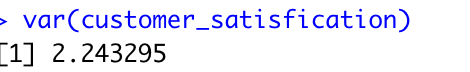 > var(customer_satisfication)
[1] 2.243295